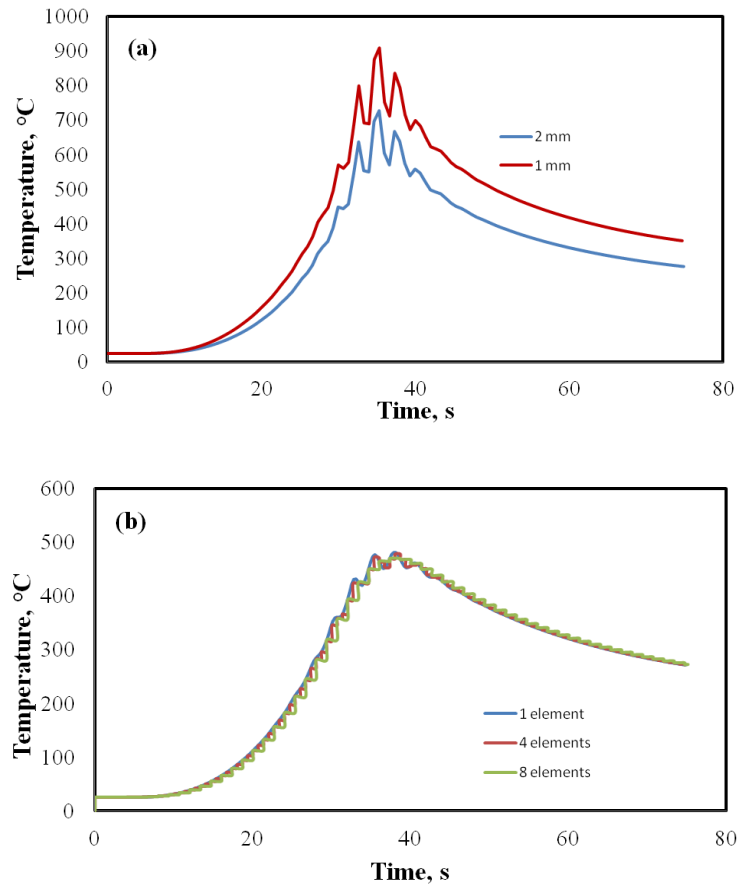 1000
900
800
700
600
500
400
300
200
100
0
Temperature, °C
(a)
2 mm
1 mm
0 20 40 60 80
Time, s
600
500
400
300
200
100
0
Temperature, °C
(b)
1 element
4 elements
8 elements
0 20 40 60 80
Time, s